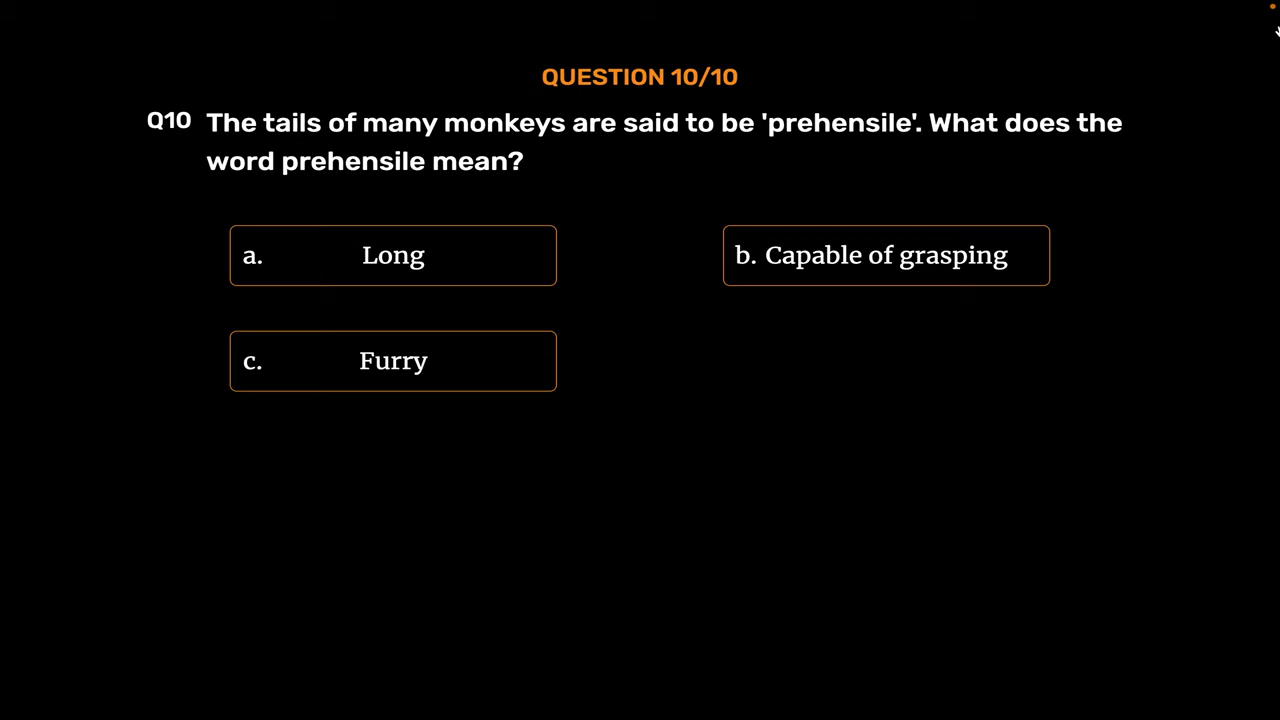 QUESTION 10/10
Q10 The tails of many monkeys are said to be 'prehensile'. What does the
word prehensile mean?
a. Long
b. Capable of grasping
c. Furry